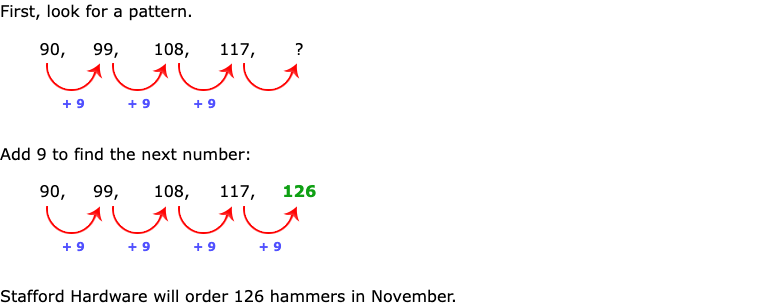 First, look for a pattern.
90, 99, 108, 117, ?
+ 9 + 9 + 9
Add 9 to find the next number:
90, 99, 108, 117, 126
+ 9 + 9 + 9 + 9
Stafford Hardware will order 126 hammers in November.